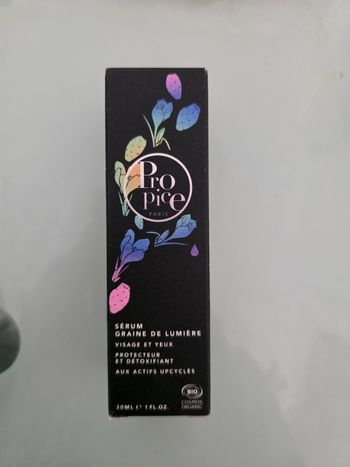 Pro
pice
PARIS
SÉRUM
GRAINE DE LUMIÈRE
VISAGE ET YEUX
PROTECTEUR
ET DÉTOXIFIANT
AUX ACTIFS UPCYCLÉS
BIO
COSMOS
ORGANIC
30ML ℮ 1 FL.OZ.